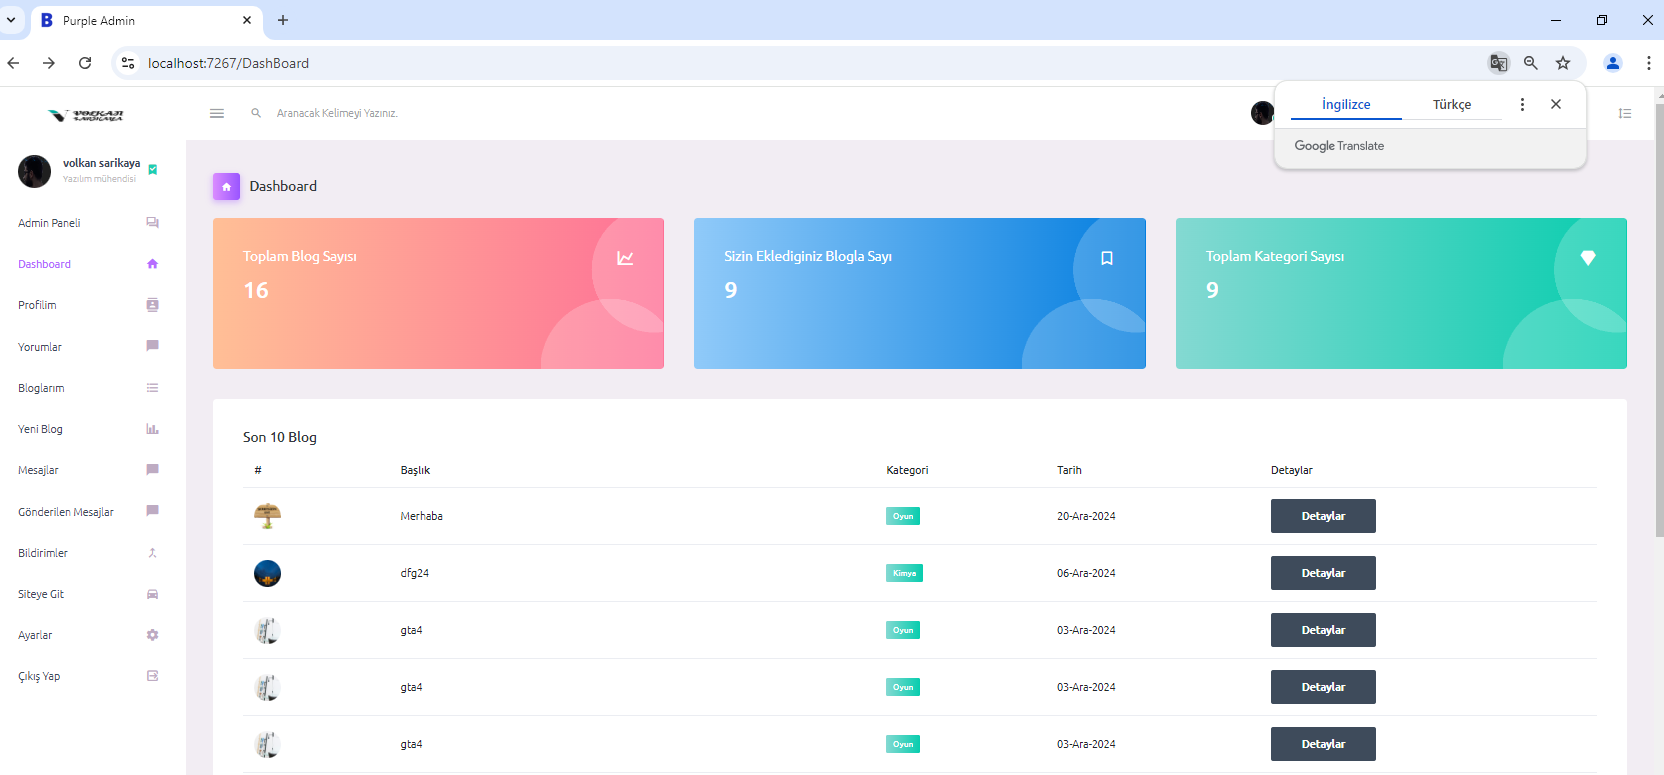 Purple Admin
localhost:7267/DashBoard
İngilizce Türkçe
Google Translate
VOLKAN
SARIKAYA
Aranacak Kelimeyi Yazınız.
volkan sarikaya
Yazılım mühendisi
Admin Paneli
Dashboard
Profilim
Yorumlar
Bloglarım
Yeni Blog
Mesajlar
Gönderilen Mesajlar
Bildirimler
Siteye Git
Ayarlar
Çıkış Yap
Dashboard
Toplam Blog Sayısı
16
Sizin Eklediginiz Blogla Sayı
9
Toplam Kategori Sayısı
9
Son 10 Blog
# Başlık Kategori Tarih Detaylar
Merhaba Oyun 20-Ara-2024 Detaylar
dfg24 Kimya 06-Ara-2024 Detaylar
gta4 Oyun 03-Ara-2024 Detaylar
gta4 Oyun 03-Ara-2024 Detaylar
gta4 Oyun 03-Ara-2024 Detaylar